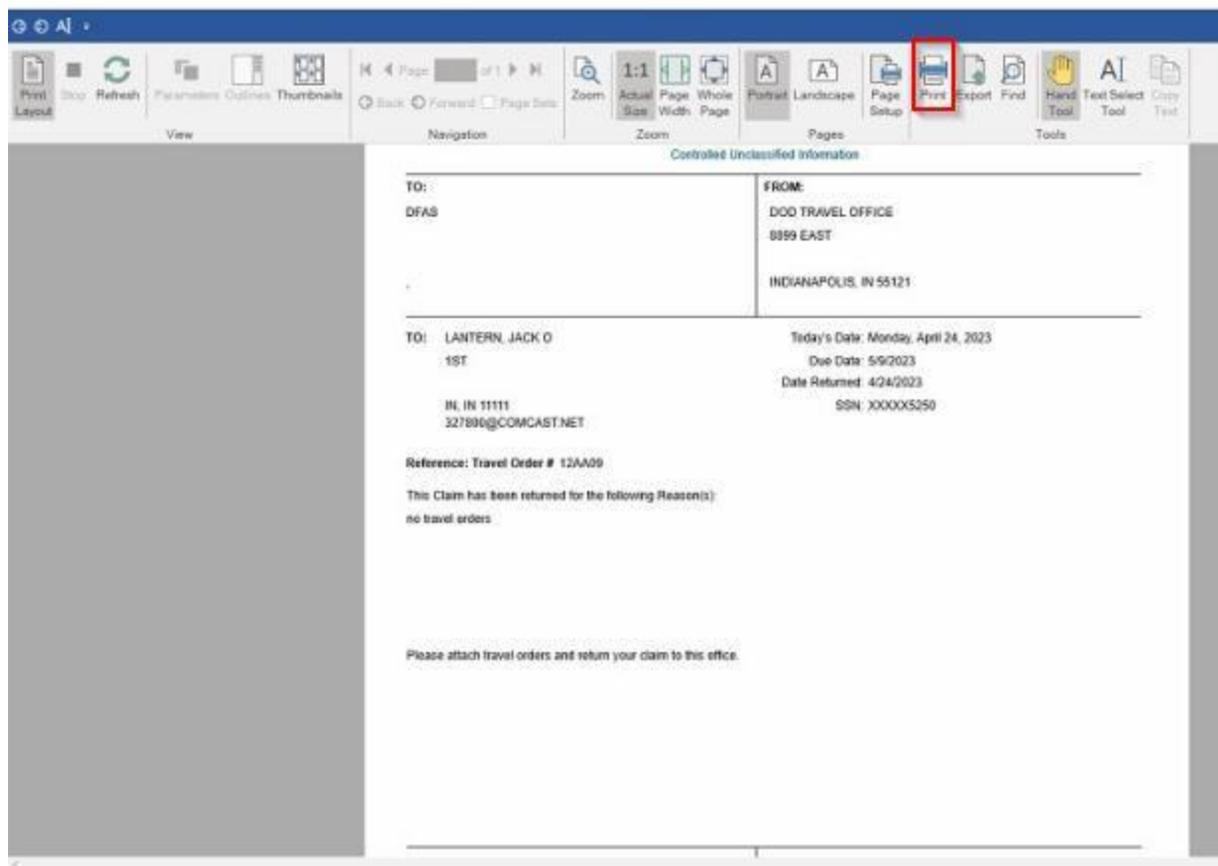 AI
Print Layout Stop Refresh Parameters Outlines Thumbnails
View
Page of 1
Back Forward Page Sets
Navigation
Zoom 1:1 Actual Size Page Width Whole Page
Zoom
A Portrait A Landscape Page Setup
Pages
Print Export Find Hand Tool AI Text Select Tool Copy Text
Tools
Controlled Unclassified Information
TO: FROM:
DFAS DOD TRAVEL OFFICE
8899 EAST
, INDIANAPOLIS, IN 55121
TO: LANTERN, JACK O Today's Date: Monday, April 24, 2023
1ST Due Date: 5/9/2023
Date Returned: 4/24/2023
IN, IN 11111 SSN: XXXXX5250
327800@COMCAST.NET
Reference: Travel Order # 12AA09
This Claim has been returned for the following Reason(s):
no travel orders
Please attach travel orders and return your claim to this office.